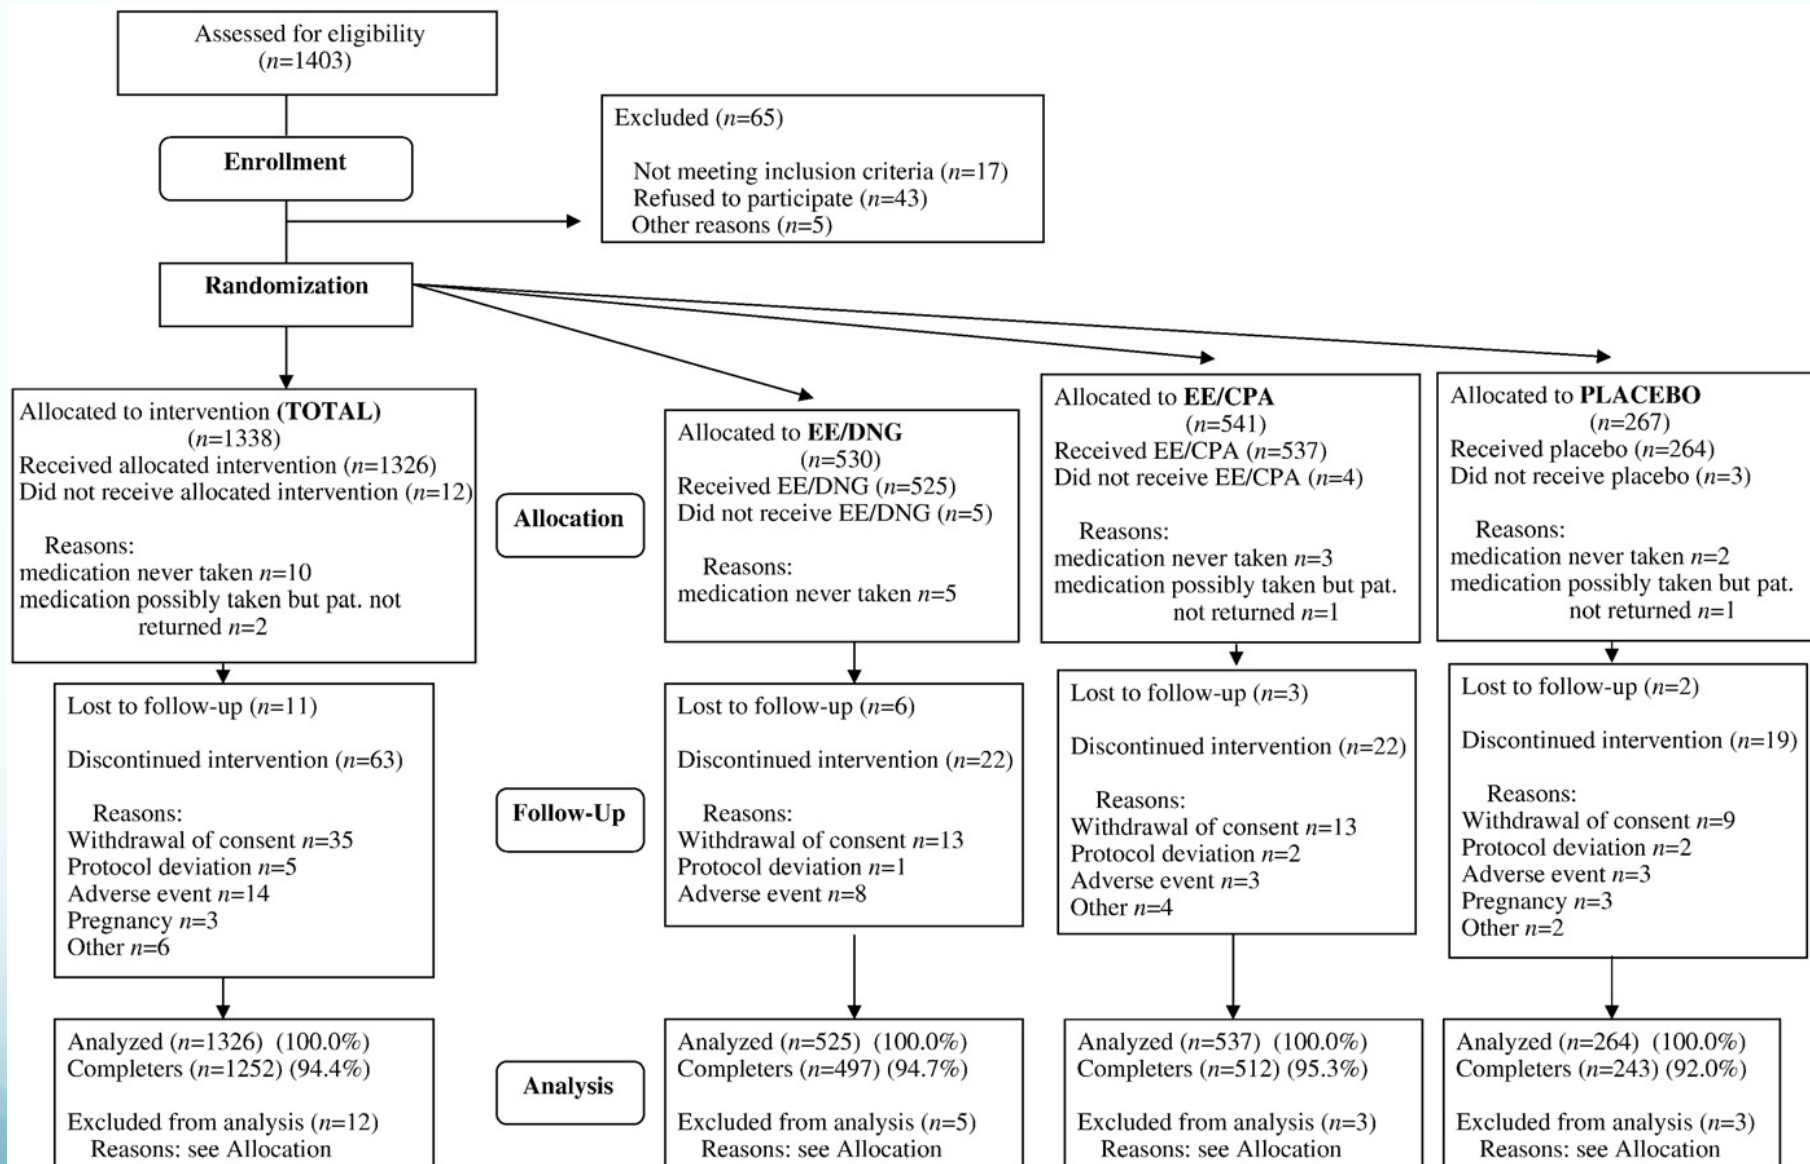 Assessed for eligibility
(n=1403)
Enrollment
Excluded (n=65)
Not meeting inclusion criteria (n=17)
Refused to participate (n=43)
Other reasons (n=5)
Randomization
Allocated to intervention (TOTAL)
(n=1338)
Received allocated intervention (n=1326)
Did not receive allocated intervention (n=12)
Reasons:
medication never taken n=10
medication possibly taken but pat. not
returned n=2
Allocation
Allocated to EE/DNG
(n=530)
Received EE/DNG (n=525)
Did not receive EE/DNG (n=5)
Reasons:
medication never taken n=5
Allocated to EE/CPA
(n=541)
Received EE/CPA (n=537)
Did not receive EE/CPA (n=4)
Reasons:
medication never taken n=3
medication possibly taken but pat.
not returned n=1
Allocated to PLACEBO
(n=267)
Received placebo (n=264)
Did not receive placebo (n=3)
Reasons:
medication never taken n=2
medication possibly taken but pat.
not returned n=1
Lost to follow-up (n=11)
Discontinued intervention (n=63)
Reasons:
Withdrawal of consent n=35
Protocol deviation n=5
Adverse event n=14
Pregnancy n=3
Other n=6
Follow-Up
Lost to follow-up (n=6)
Discontinued intervention (n=22)
Reasons:
Withdrawal of consent n=13
Protocol deviation n=1
Adverse event n=8
Lost to follow-up (n=3)
Discontinued intervention (n=22)
Reasons:
Withdrawal of consent n=13
Protocol deviation n=2
Adverse event n=3
Other n=4
Lost to follow-up (n=2)
Discontinued intervention (n=19)
Reasons:
Withdrawal of consent n=9
Protocol deviation n=2
Adverse event n=3
Pregnancy n=3
Other n=2
Analyzed (n=1326) (100.0%)
Completers (n=1252) (94.4%)
Excluded from analysis (n=12)
Reasons: see Allocation
Analysis
Analyzed (n=525) (100.0%)
Completers (n=497) (94.7%)
Excluded from analysis (n=5)
Reasons: see Allocation
Analyzed (n=537) (100.0%)
Completers (n=512) (95.3%)
Excluded from analysis (n=3)
Reasons: see Allocation
Analyzed (n=264) (100.0%)
Completers (n=243) (92.0%)
Excluded from analysis (n=3)
Reasons: see Allocation